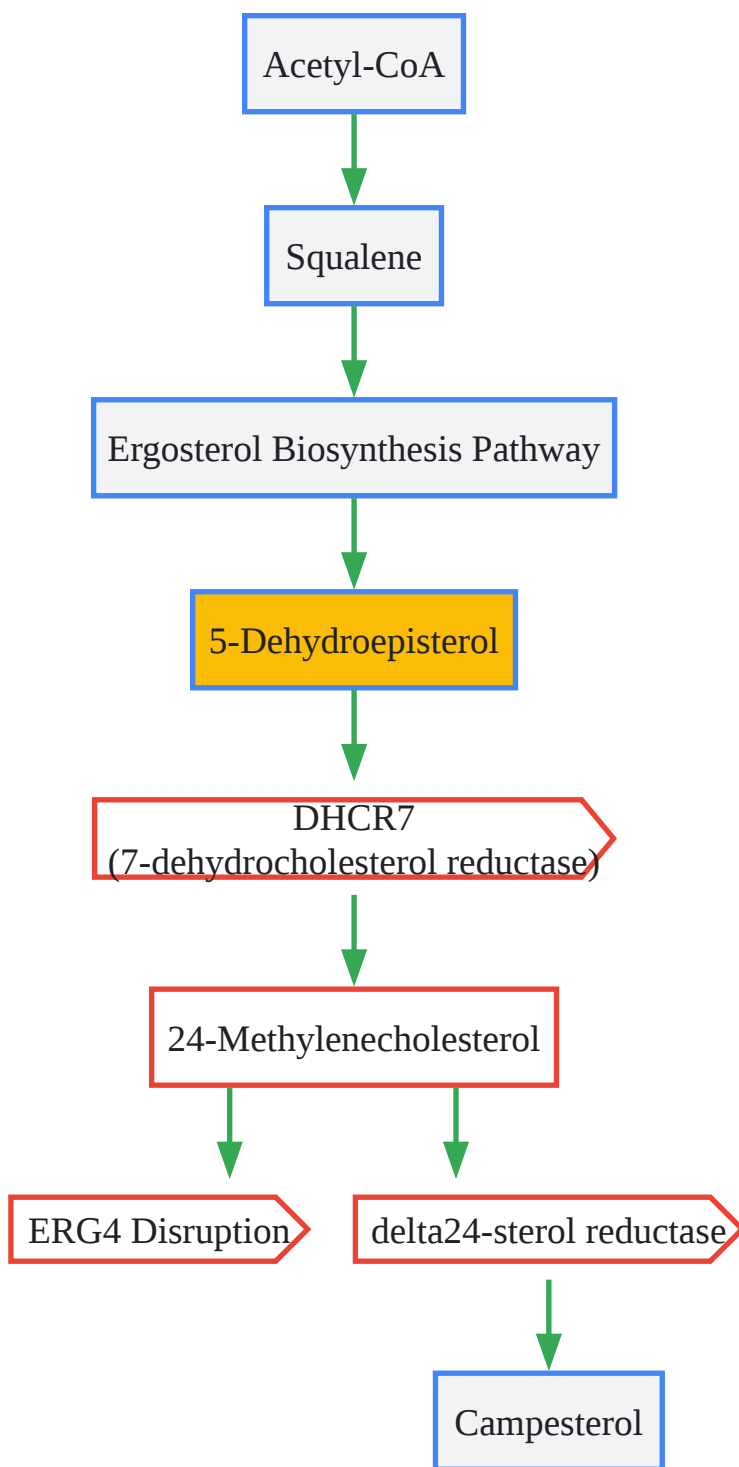 Acetyl-CoA
Squalene
Ergosterol Biosynthesis Pathway
5-Dehydroepisterol
DHCR7
(7-dehydrocholesterol reductase)
24-Methylenecholesterol
ERG4 Disruption
delta24-sterol reductase
Campesterol